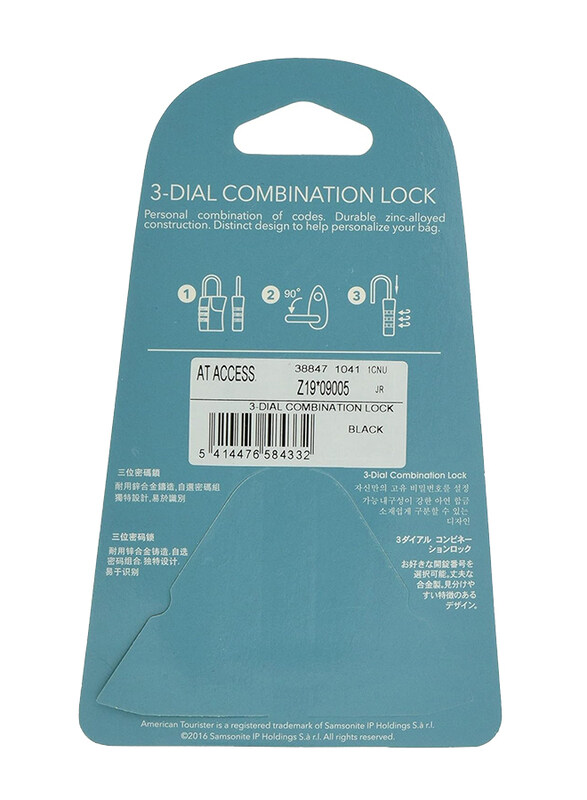 3-DIAL COMBINATION LOCK
Personal combination of codes. Durable zinc-alloyed
construction. Distinct design to help personalize your bag.
1
2
90°
3
AT ACCESS
38847 1041 1CNU
Z19*09005 JR
3-DIAL COMBINATION LOCK
BLACK
5 414476 584332
三位密碼鎖
耐用鋅合金鑄造,自選密碼組
獨特設計,易於識別
三位密码锁
耐用锌合金铸造,自选
密码组合.独特设计.
易于识别
3-Dial Combination Lock
자신만의 고유 비밀번호를 설정
가능내구성이 강한 아연 합금
소재쉽게 구분할 수 있는
디자인
3ダイアル コンビネー
ションロック
お好きな開錠番号を
選択可能。丈夫な
合金製。見分けや
すい特徴のある
デザイン。
American Tourister is a registered trademark of Samsonite IP Holdings S.à r.l.
©2016 Samsonite IP Holdings S.à r.l. All rights reserved.